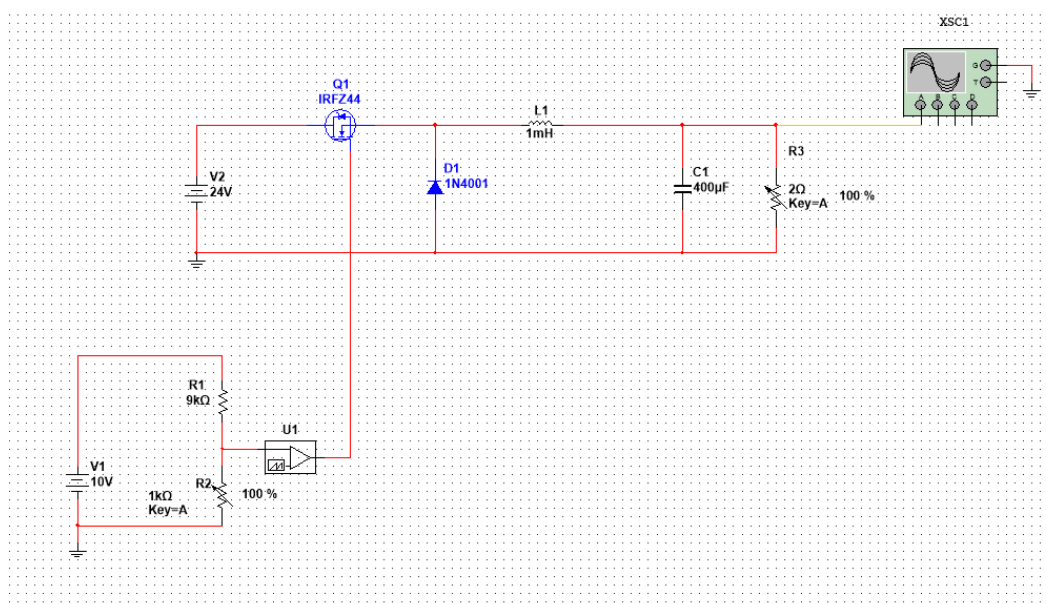 XSC1
G
T
A B C D
Q1
IRFZ44
L1
1mH
V2
24V
D1
1N4001
C1
400µF
R3
2Ω
Key=A
100 %
R1
9kΩ
U1
V1
10V
R2
1kΩ
Key=A
100 %